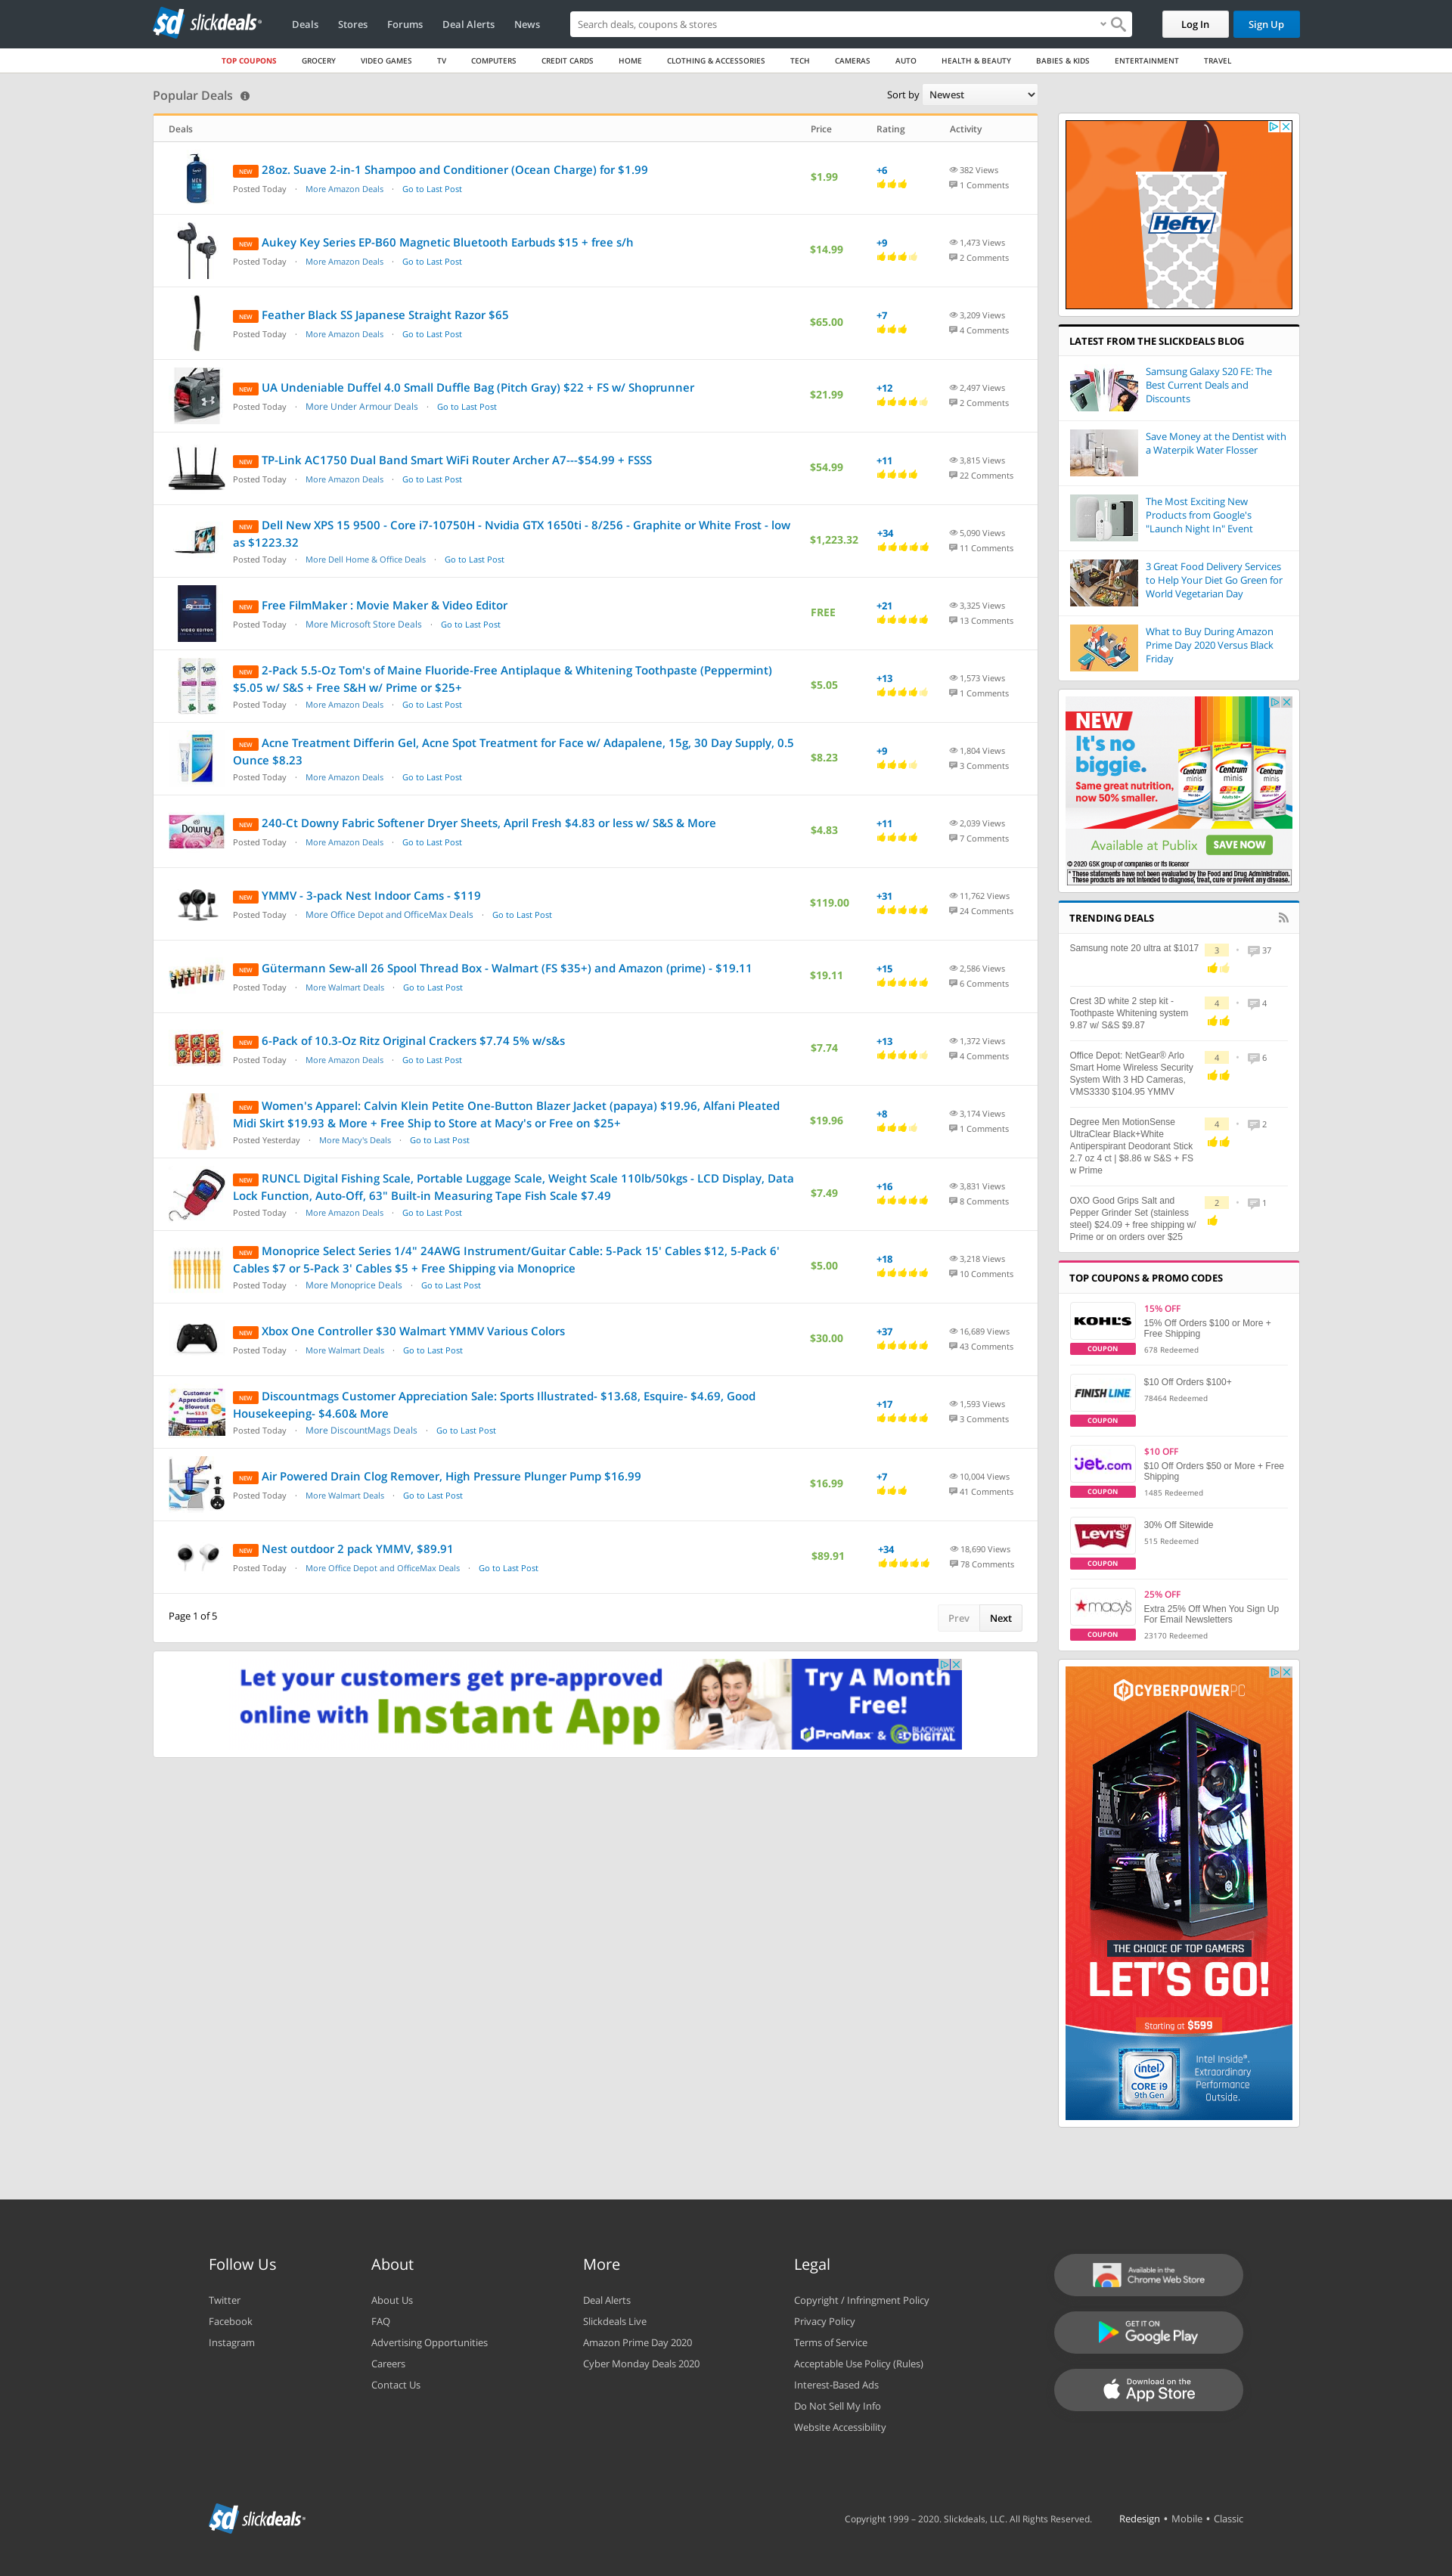 sd slickdeals
Deals
Stores
Forums
Deal Alerts
News
Search deals, coupons & stores
Log In
Sign Up
TOP COUPONS
GROCERY
VIDEO GAMES
TV
COMPUTERS
CREDIT CARDS
HOME
CLOTHING & ACCESSORIES
TECH
CAMERAS
AUTO
HEALTH & BEAUTY
BABIES & KIDS
ENTERTAINMENT
TRAVEL
Popular Deals
Sort by Newest
Deals Price Rating Activity
NEW 28oz. Suave 2-in-1 Shampoo and Conditioner (Ocean Charge) for $1.99
Posted Today · More Amazon Deals · Go to Last Post
$1.99
+6
382 Views
1 Comments
NEW Aukey Key Series EP-B60 Magnetic Bluetooth Earbuds $15 + free s/h
Posted Today · More Amazon Deals · Go to Last Post
$14.99
+9
1,473 Views
2 Comments
NEW Feather Black SS Japanese Straight Razor $65
Posted Today · More Amazon Deals · Go to Last Post
$65.00
+7
3,209 Views
4 Comments
NEW UA Undeniable Duffel 4.0 Small Duffle Bag (Pitch Gray) $22 + FS w/ Shoprunner
Posted Today · More Under Armour Deals · Go to Last Post
$21.99
+12
2,497 Views
2 Comments
NEW TP-Link AC1750 Dual Band Smart WiFi Router Archer A7---$54.99 + FSSS
Posted Today · More Amazon Deals · Go to Last Post
$54.99
+11
3,815 Views
22 Comments
NEW Dell New XPS 15 9500 - Core i7-10750H - Nvidia GTX 1650ti - 8/256 - Graphite or White Frost - low
as $1223.32
Posted Today · More Dell Home & Office Deals · Go to Last Post
$1,223.32
+34
5,090 Views
11 Comments
NEW Free FilmMaker : Movie Maker & Video Editor
Posted Today · More Microsoft Store Deals · Go to Last Post
FREE
+21
3,325 Views
13 Comments
NEW 2-Pack 5.5-Oz Tom's of Maine Fluoride-Free Antiplaque & Whitening Toothpaste (Peppermint)
$5.05 w/ S&S + Free S&H w/ Prime or $25+
Posted Today · More Amazon Deals · Go to Last Post
$5.05
+13
1,573 Views
1 Comments
NEW Acne Treatment Differin Gel, Acne Spot Treatment for Face w/ Adapalene, 15g, 30 Day Supply, 0.5
Ounce $8.23
Posted Today · More Amazon Deals · Go to Last Post
$8.23
+9
1,804 Views
3 Comments
Downy
NEW 240-Ct Downy Fabric Softener Dryer Sheets, April Fresh $4.83 or less w/ S&S & More
Posted Today · More Amazon Deals · Go to Last Post
$4.83
+11
2,039 Views
7 Comments
NEW YMMV - 3-pack Nest Indoor Cams - $119
Posted Today · More Office Depot and OfficeMax Deals · Go to Last Post
$119.00
+31
11,762 Views
24 Comments
NEW Gütermann Sew-all 26 Spool Thread Box - Walmart (FS $35+) and Amazon (prime) - $19.11
Posted Today · More Walmart Deals · Go to Last Post
$19.11
+15
2,586 Views
6 Comments
NEW 6-Pack of 10.3-Oz Ritz Original Crackers $7.74 5% w/s&s
Posted Today · More Amazon Deals · Go to Last Post
$7.74
+13
1,372 Views
4 Comments
NEW Women's Apparel: Calvin Klein Petite One-Button Blazer Jacket (papaya) $19.96, Alfani Pleated
Midi Skirt $19.93 & More + Free Ship to Store at Macy's or Free on $25+
Posted Yesterday · More Macy's Deals · Go to Last Post
$19.96
+8
3,174 Views
1 Comments
NEW RUNCL Digital Fishing Scale, Portable Luggage Scale, Weight Scale 110lb/50kgs - LCD Display, Data
Lock Function, Auto-Off, 63" Built-in Measuring Tape Fish Scale $7.49
Posted Today · More Amazon Deals · Go to Last Post
$7.49
+16
3,831 Views
8 Comments
NEW Monoprice Select Series 1/4" 24AWG Instrument/Guitar Cable: 5-Pack 15' Cables $12, 5-Pack 6'
Cables $7 or 5-Pack 3' Cables $5 + Free Shipping via Monoprice
Posted Today · More Monoprice Deals · Go to Last Post
$5.00
+18
3,218 Views
10 Comments
NEW Xbox One Controller $30 Walmart YMMV Various Colors
Posted Today · More Walmart Deals · Go to Last Post
$30.00
+37
16,689 Views
43 Comments
Customer
Appreciation
Blowout
NEW Discountmags Customer Appreciation Sale: Sports Illustrated- $13.68, Esquire- $4.69, Good
Housekeeping- $4.60& More
Posted Today · More DiscountMags Deals · Go to Last Post
+17
1,593 Views
3 Comments
NEW Air Powered Drain Clog Remover, High Pressure Plunger Pump $16.99
Posted Today · More Walmart Deals · Go to Last Post
$16.99
+7
10,004 Views
41 Comments
NEW Nest outdoor 2 pack YMMV, $89.91
Posted Today · More Office Depot and OfficeMax Deals · Go to Last Post
$89.91
+34
18,690 Views
78 Comments
Page 1 of 5
Prev
Next
Let your customers get pre-approved
online with Instant App
Try A Month
Free!
ProMax & BLACKHAWK DIGITAL
Hefty
LATEST FROM THE SLICKDEALS BLOG
Samsung Galaxy S20 FE: The
Best Current Deals and
Discounts
Save Money at the Dentist with
a Waterpik Water Flosser
The Most Exciting New
Products from Google's
"Launch Night In" Event
3 Great Food Delivery Services
to Help Your Diet Go Green for
World Vegetarian Day
What to Buy During Amazon
Prime Day 2020 Versus Black
Friday
NEW
It's no
biggie.
Same great nutrition,
now 50% smaller.
Centrum minis
Centrum minis
Centrum minis
Available at Publix
SAVE NOW
© 2020 GSK group of companies or its licensor
* These statements have not been evaluated by the Food and Drug Administration.
These products are not intended to diagnose, treat, cure or prevent any disease.
TRENDING DEALS
Samsung note 20 ultra at $1017
3 • 37
Crest 3D white 2 step kit -
Toothpaste Whitening system
9.87 w/ S&S $9.87
4 • 4
Office Depot: NetGear® Arlo
Smart Home Wireless Security
System With 3 HD Cameras,
VMS3330 $104.95 YMMV
4 • 6
Degree Men MotionSense
UltraClear Black+White
Antiperspirant Deodorant Stick
2.7 oz 4 ct | $8.86 w S&S + FS
w Prime
4 • 2
OXO Good Grips Salt and
Pepper Grinder Set (stainless
steel) $24.09 + free shipping w/
Prime or on orders over $25
2 • 1
TOP COUPONS & PROMO CODES
KOHL'S
COUPON
15% OFF
15% Off Orders $100 or More +
Free Shipping
678 Redeemed
FINISH LINE
COUPON
$10 Off Orders $100+
78464 Redeemed
Jet.com
COUPON
$10 OFF
$10 Off Orders $50 or More + Free
Shipping
1485 Redeemed
LEVI'S
COUPON
30% Off Sitewide
515 Redeemed
macy's
COUPON
25% OFF
Extra 25% Off When You Sign Up
For Email Newsletters
23170 Redeemed
CYBERPOWERPC
THE CHOICE OF TOP GAMERS
LET'S GO!
Starting at $599
intel
CORE i9
9th Gen
Intel Inside®.
Extraordinary
Performance
Outside.
Follow Us
Twitter
Facebook
Instagram
About
About Us
FAQ
Advertising Opportunities
Careers
Contact Us
More
Deal Alerts
Slickdeals Live
Amazon Prime Day 2020
Cyber Monday Deals 2020
Legal
Copyright / Infringment Policy
Privacy Policy
Terms of Service
Acceptable Use Policy (Rules)
Interest-Based Ads
Do Not Sell My Info
Website Accessibility
Available in the
Chrome Web Store
GET IT ON
Google Play
Download on the
App Store
sd slickdeals
Copyright 1999 – 2020. Slickdeals, LLC. All Rights Reserved.
Redesign • Mobile • Classic